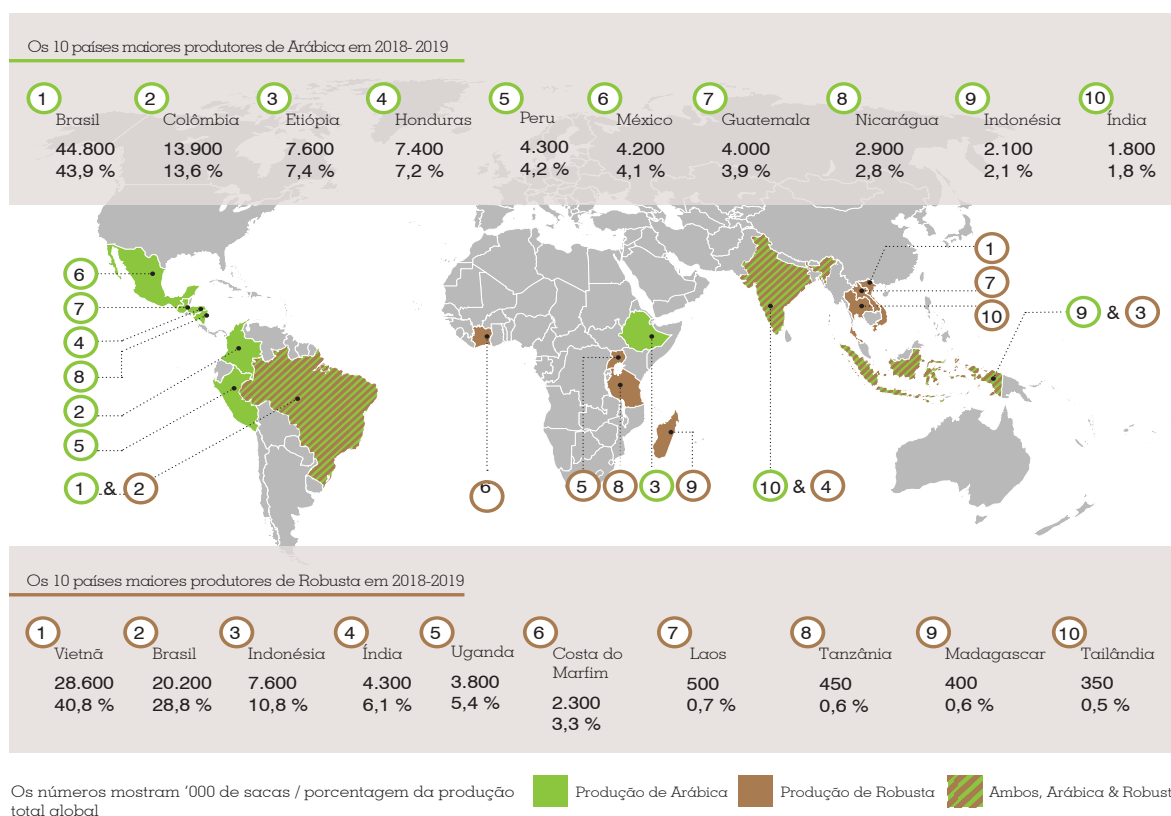 Os 10 países maiores produtores de Arábica em 2018- 2019
1 2 3 4 5 6 7 8 9 10
Brasil Colômbia Etiópia Honduras Peru México Guatemala Nicarágua Indonésia Índia
44.800 13.900 7.600 7.400 4.300 4.200 4.000 2.900 2.100 1.800
43,9 % 13,6 % 7,4 % 7,2 % 4,2 % 4,1 % 3,9 % 2,8 % 2,1 % 1,8 %
1
6
7
7
10
9 & 3
4
8
2
5
1 & 2
6
5 8 3 9
10 & 4
Os 10 países maiores produtores de Robusta em 2018-2019
1 2 3 4 5 6 7 8 9 10
Vietnã Brasil Indonésia Índia Uganda Costa do Laos Tanzânia Madagascar Tailândia
Marfim
28.600 20.200 7.600 4.300 3.800 2.300 500 450 400 350
40,8 % 28,8 % 10,8 % 6,1 % 5,4 % 3,3 % 0,7 % 0,6 % 0,6 % 0,5 %
Os números mostram '000 de sacas / porcentagem da produção
total global
Produção de Arábica
Produção de Robusta
Ambos, Arábica & Robust